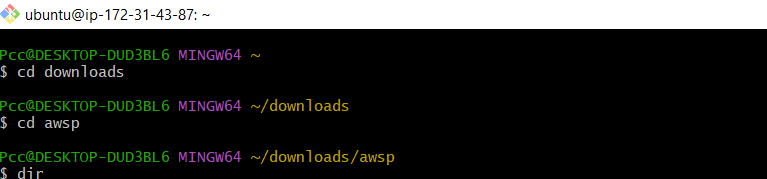 ubuntu@ip-172-31-43-87: ~
Pcc@DESKTOP-DUD3BL6 MINGW64 ~
$ cd downloads
Pcc@DESKTOP-DUD3BL6 MINGW64 ~/downloads
$ cd awsp
Pcc@DESKTOP-DUD3BL6 MINGW64 ~/downloads/awsp
$ dir